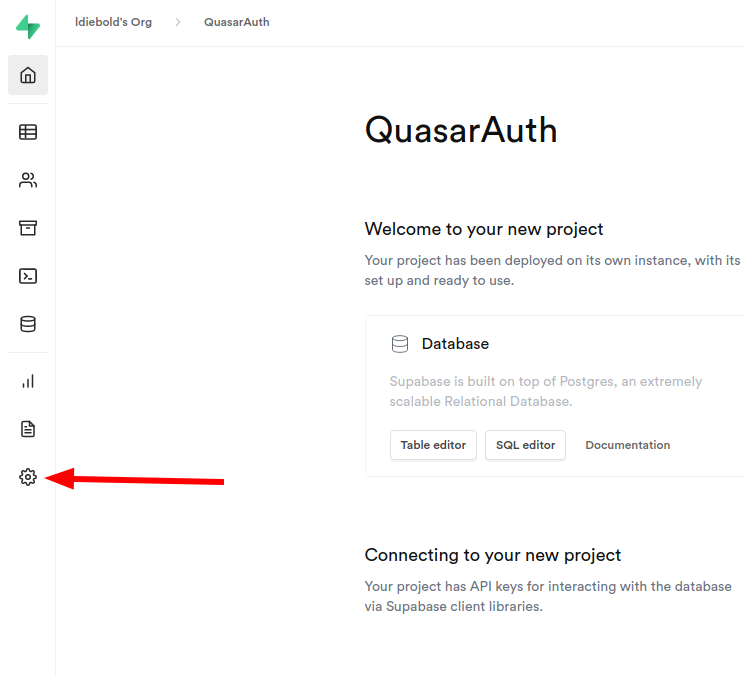 ldiebold's Org > QuasarAuth
QuasarAuth
Welcome to your new project
Your project has been deployed on its own instance, with its
set up and ready to use.
Database
Supabase is built on top of Postgres, an extremely
scalable Relational Database.
Table editor SQL editor Documentation
Connecting to your new project
Your project has API keys for interacting with the database
via Supabase client libraries.